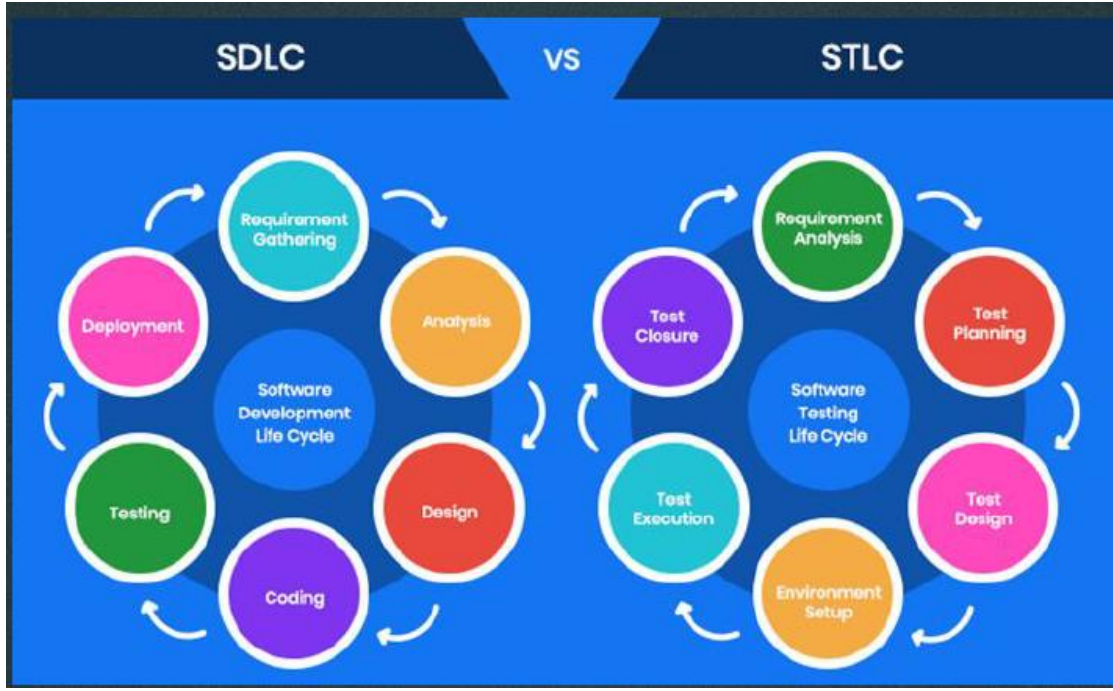 SDLC
VS
STLC
Requirement
Gathering
Analysis
Design
Coding
Testing
Deployment
Software
Development
Life Cycle
Requirement
Analysis
Test
Planning
Test
Design
Environment
Setup
Test
Execution
Test
Closure
Software
Testing
Life Cycle